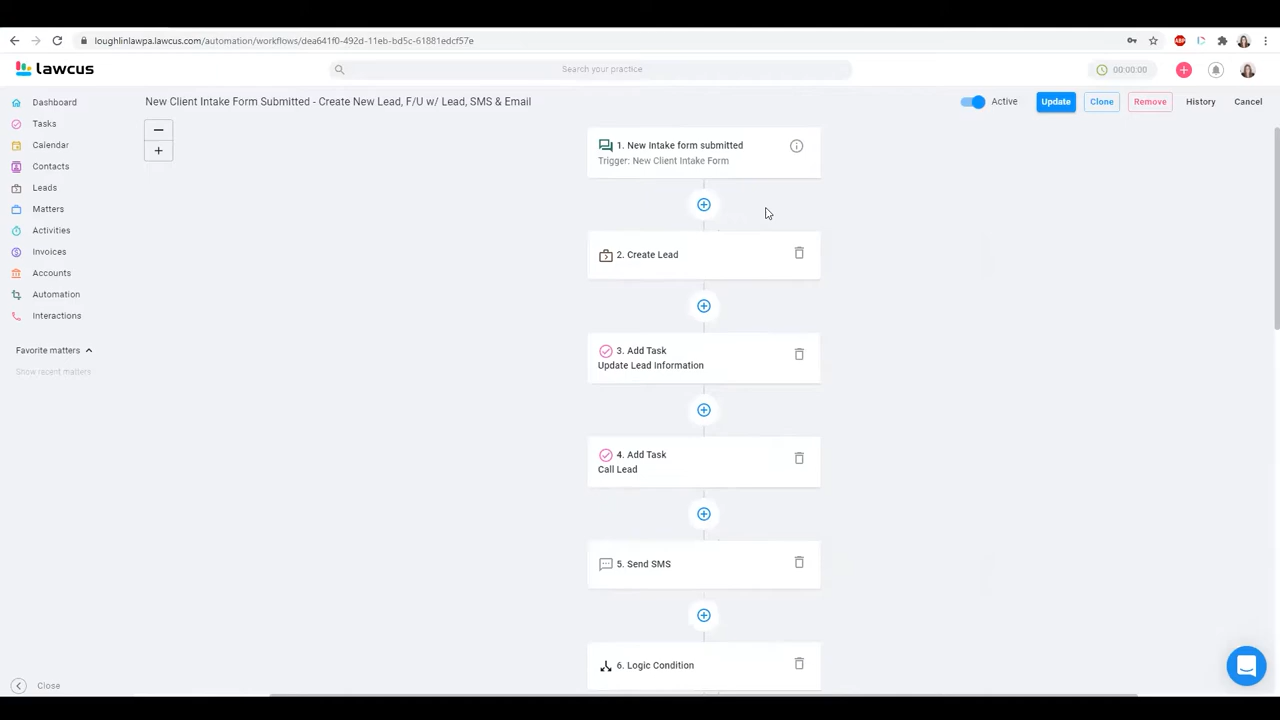 loughlinlawpa.lawcus.com/automation/workflows/dea641f0-492d-11eb-bd5c-61881edcf57e
ABP
lawcus
Search your practice
00:00:00
Dashboard
Tasks
Calendar
Contacts
Leads
Matters
Activities
Invoices
Accounts
Automation
Interactions
Favorite matters
Show recent matters
Close
New Client Intake Form Submitted - Create New Lead, F/U w/ Lead, SMS & Email
Active
Update
Clone
Remove
History
Cancel
1. New Intake form submitted
Trigger: New Client Intake Form
2. Create Lead
3. Add Task
Update Lead Information
4. Add Task
Call Lead
5. Send SMS
6. Logic Condition